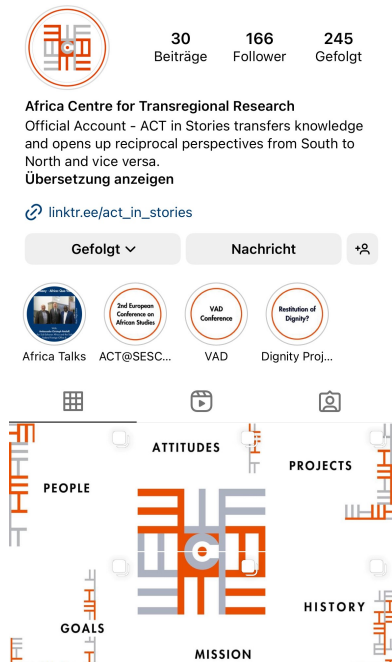 30
166
245
Beiträge
Follower
Gefolgt
Africa Centre for Transregional Research
Official Account - ACT in Stories transfers knowledge
and opens up reciprocal perspectives from South to
North and vice versa.
Übersetzung anzeigen
linktr.ee/act_in_stories
Gefolgt
Nachricht
2nd European
Conference on
African Studies
VAD
Conference
Restitution of
Dignity?
Africa Talks
ACT@SESC...
VAD
Dignity Proj...
ATTITUDES
PROJECTS
PEOPLE
HISTORY
GOALS
MISSION